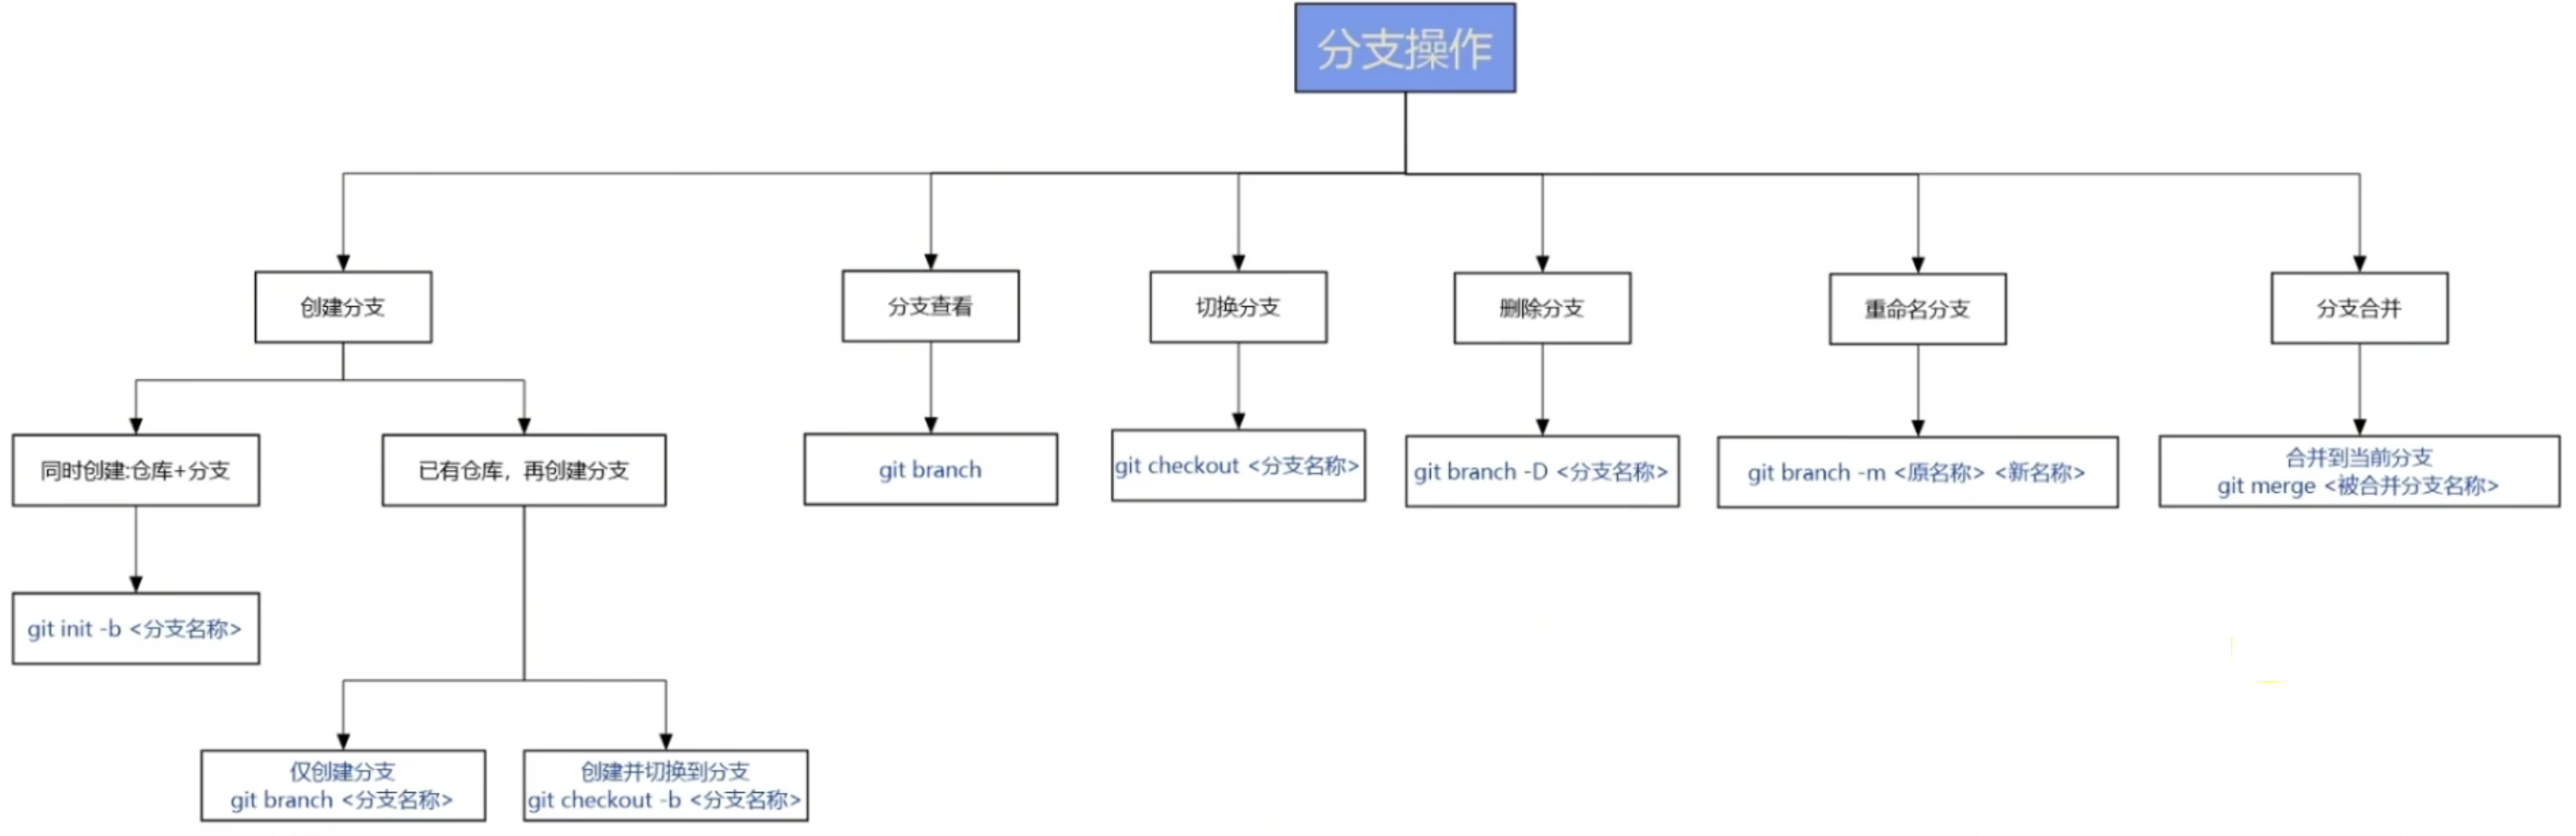 分支操作
创建分支
分支查看
切换分支
删除分支
重命名分支
分支合并
同时创建:仓库+分支
已有仓库，再创建分支
git branch
git checkout <分支名称>
git branch -D <分支名称>
git branch -m <原名称> <新名称>
合并到当前分支
git merge <被合并分支名称>
git init -b <分支名称>
仅创建分支
git branch <分支名称>
创建并切换到分支
git checkout -b <分支名称>